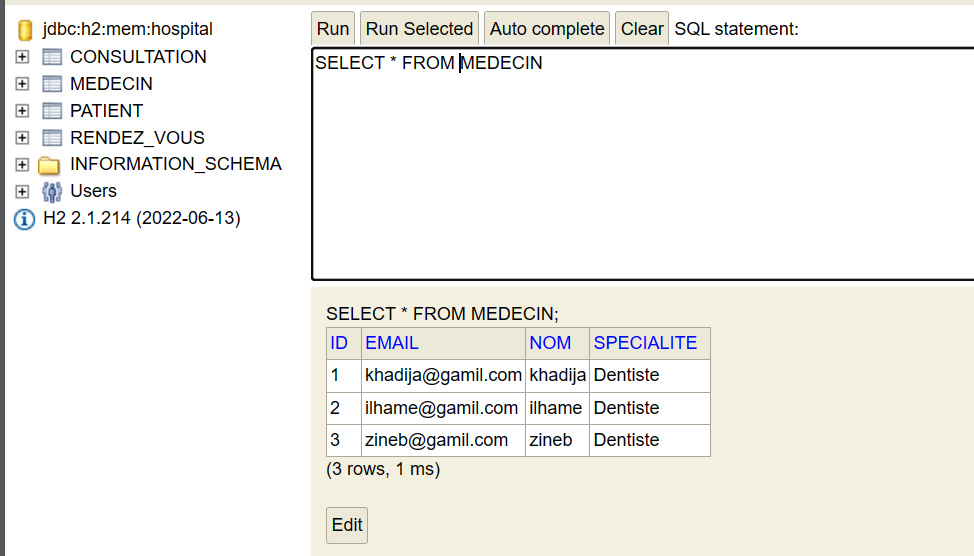 jdbc:h2:mem:hospital
CONSULTATION
MEDECIN
PATIENT
RENDEZ_VOUS
INFORMATION_SCHEMA
Users
H2 2.1.214 (2022-06-13)
Run Run Selected Auto complete Clear SQL statement:
SELECT * FROM MEDECIN
SELECT * FROM MEDECIN;
ID EMAIL NOM SPECIALITE
1 khadija@gamil.com khadija Dentiste
2 ilhame@gamil.com ilhame Dentiste
3 zineb@gamil.com zineb Dentiste
(3 rows, 1 ms)
Edit